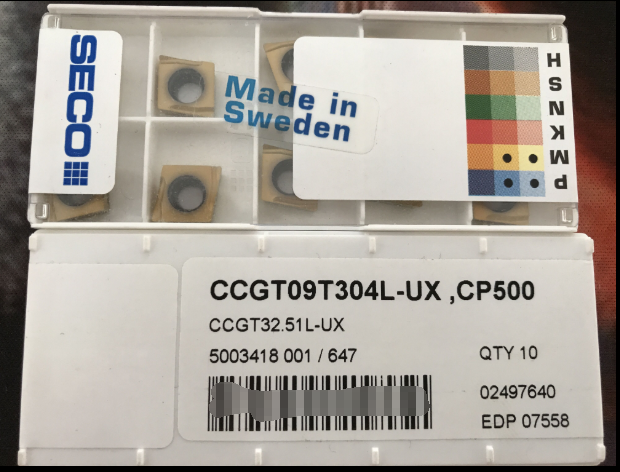 SECO
Made in
Sweden
H
S
N
K
M
P
CCGT09T304L-UX ,CP500
CCGT32.51L-UX
5003418 001 / 647
QTY 10
02497640
EDP 07558